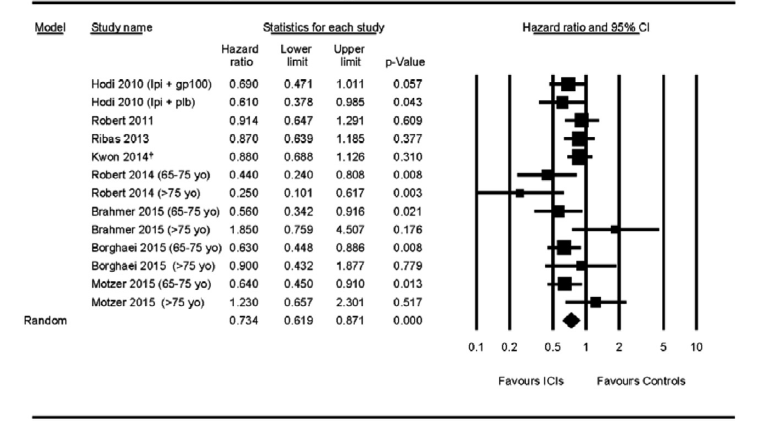 Model Study name Statistics for each study Hazard ratio and 95% CI
Hazard ratio Lower limit Upper limit p-Value
Hodi 2010 (Ipi + gp100) 0.690 0.471 1.011 0.057
Hodi 2010 (Ipi + plb) 0.610 0.378 0.985 0.043
Robert 2011 0.914 0.647 1.291 0.609
Ribas 2013 0.870 0.639 1.185 0.377
Kwon 2014† 0.880 0.688 1.126 0.310
Robert 2014 (65-75 yo) 0.440 0.240 0.808 0.008
Robert 2014 (>75 yo) 0.250 0.101 0.617 0.003
Brahmer 2015 (65-75 yo) 0.560 0.342 0.916 0.021
Brahmer 2015 (>75 yo) 1.850 0.759 4.507 0.176
Borghaei 2015 (65-75 yo) 0.630 0.448 0.886 0.008
Borghaei 2015 (>75 yo) 0.900 0.432 1.877 0.779
Motzer 2015 (65-75 yo) 0.640 0.450 0.910 0.013
Motzer 2015 (>75 yo) 1.230 0.657 2.301 0.517
Random 0.734 0.619 0.871 0.000
0.1 0.2 0.5 1 2 5 10
Favours ICIs Favours Controls